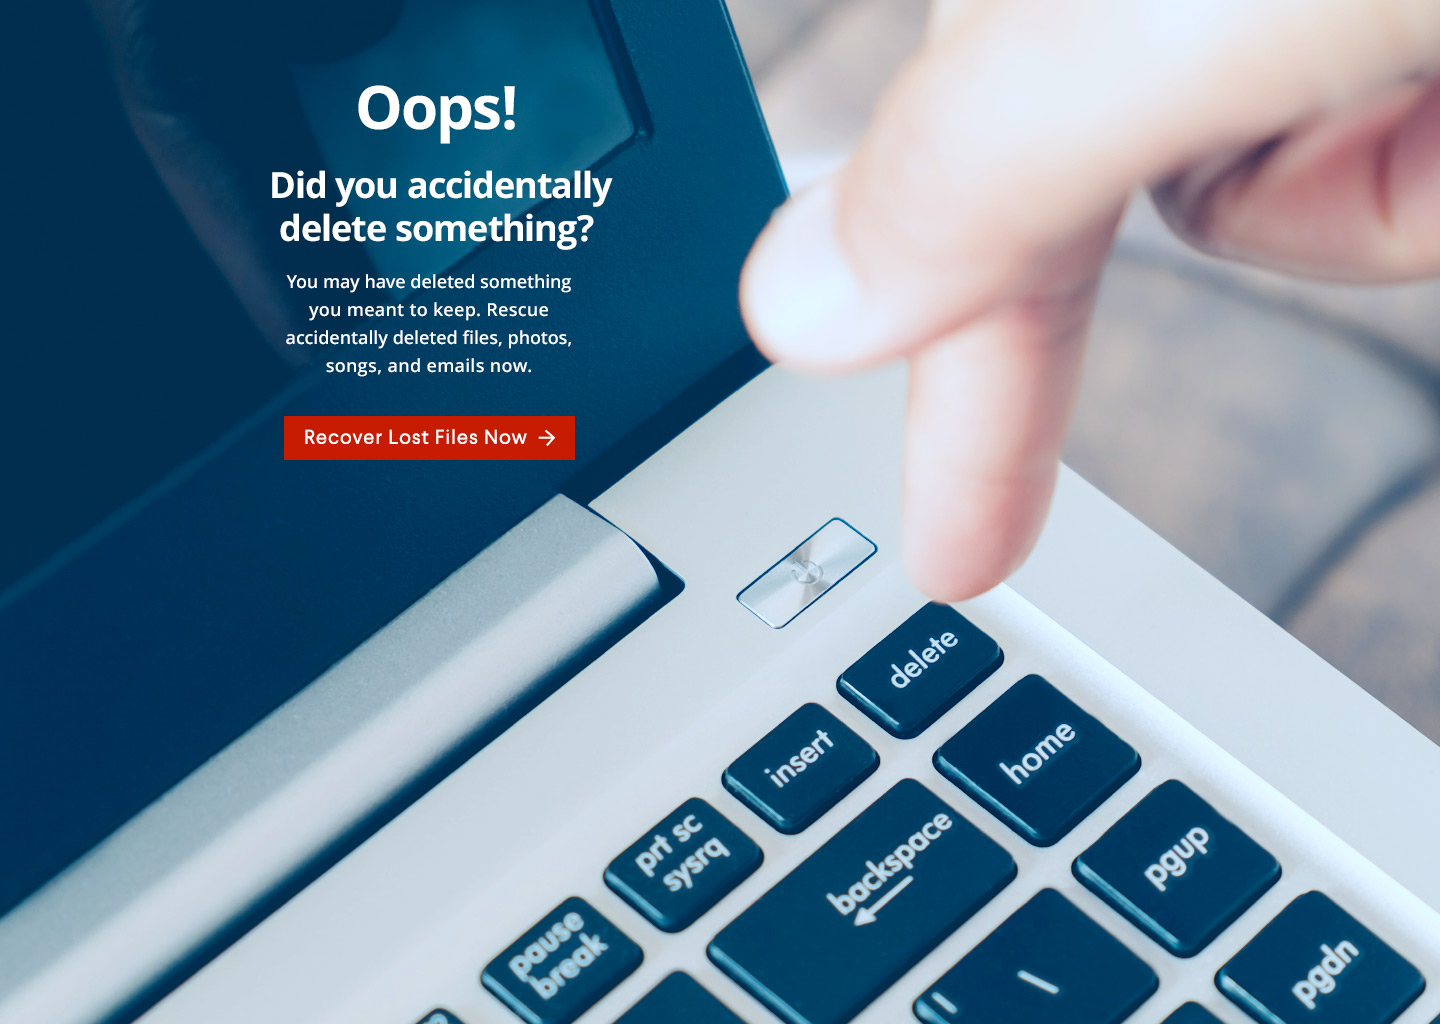 Oops!
Did you accidentally
delete something?
You may have deleted something
you meant to keep. Rescue
accidentally deleted files, photos,
songs, and emails now.
Recover Lost Files Now →
delete
insert
home
prt sc
sysrq
backspace
←
pgup
pause
break
\
|
pgdn